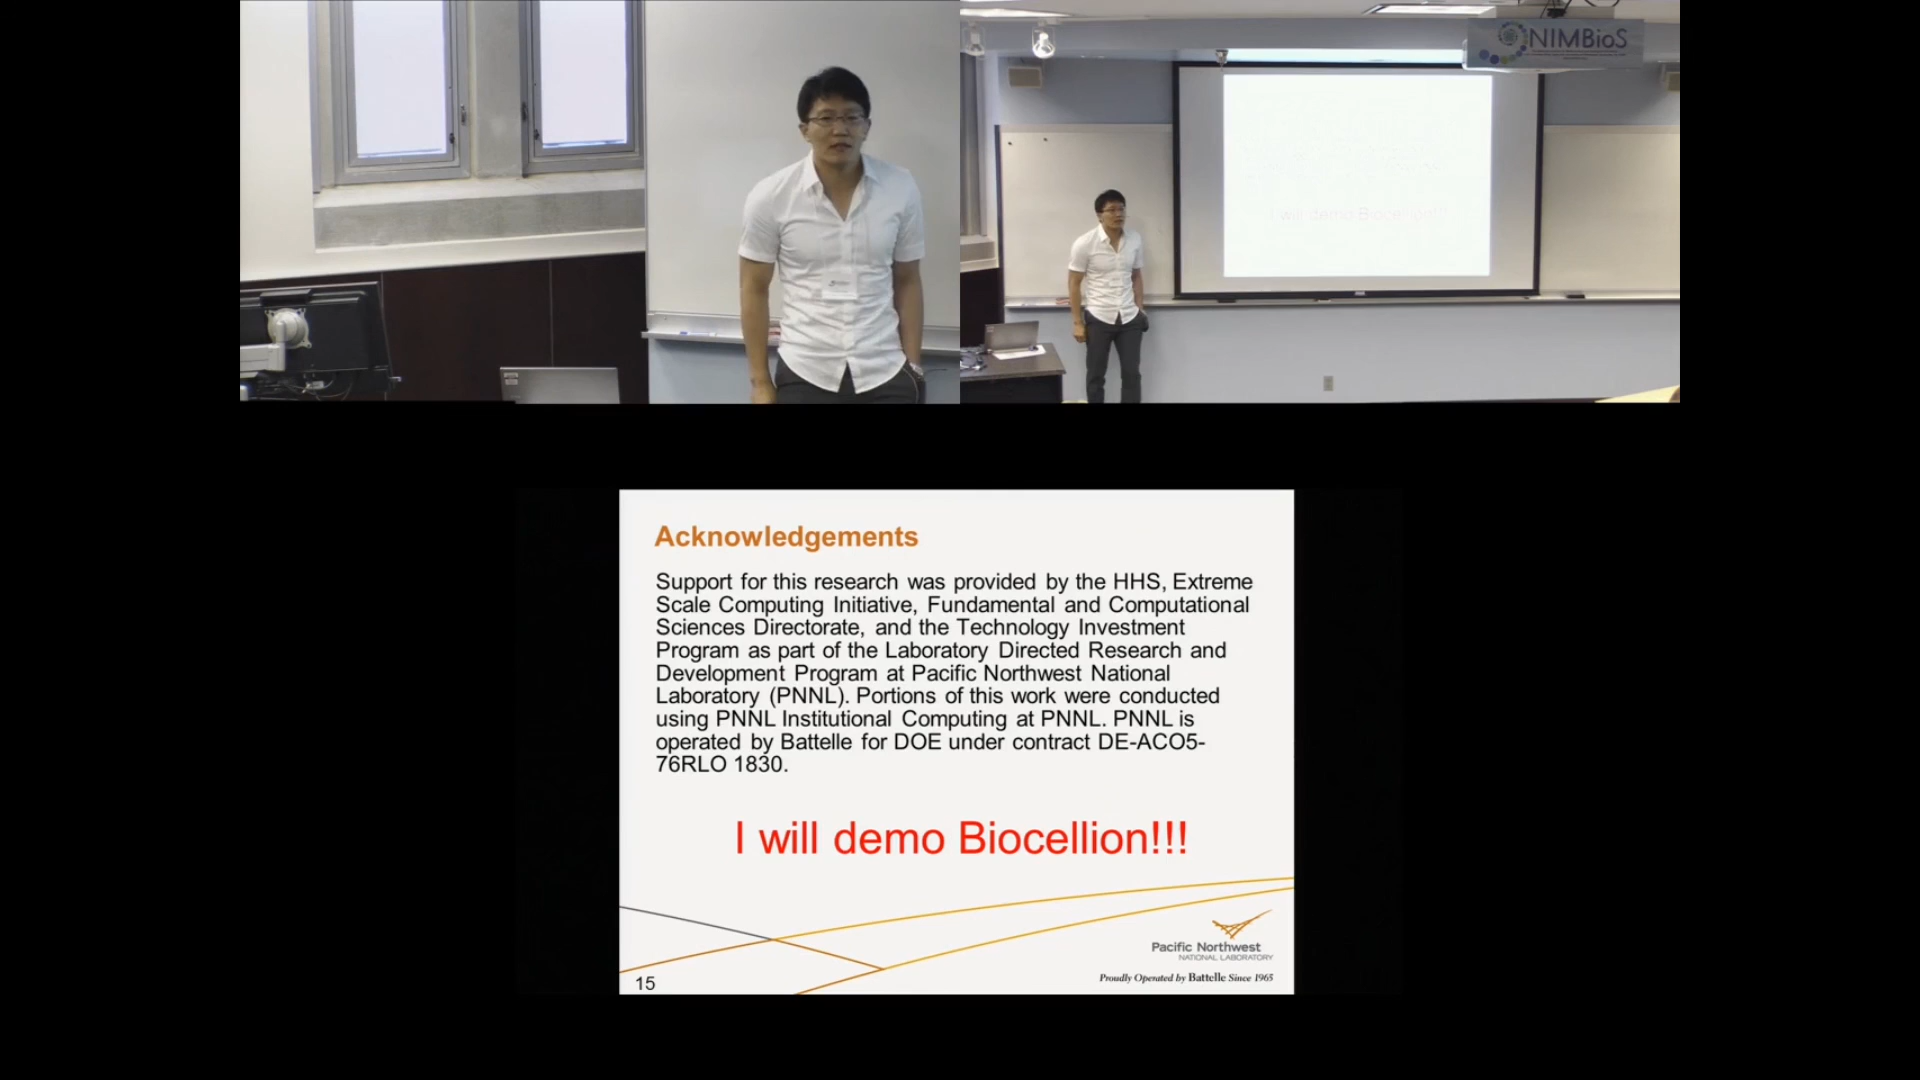 NIMBioS
I will demo Biocellion!!!
Acknowledgements
Support for this research was provided by the HHS, Extreme
Scale Computing Initiative, Fundamental and Computational
Sciences Directorate, and the Technology Investment
Program as part of the Laboratory Directed Research and
Development Program at Pacific Northwest National
Laboratory (PNNL). Portions of this work were conducted
using PNNL Institutional Computing at PNNL. PNNL is
operated by Battelle for DOE under contract DE-ACO5-
76RLO 1830.
I will demo Biocellion!!!
Pacific Northwest
NATIONAL LABORATORY
Proudly Operated by Battelle Since 1965
15